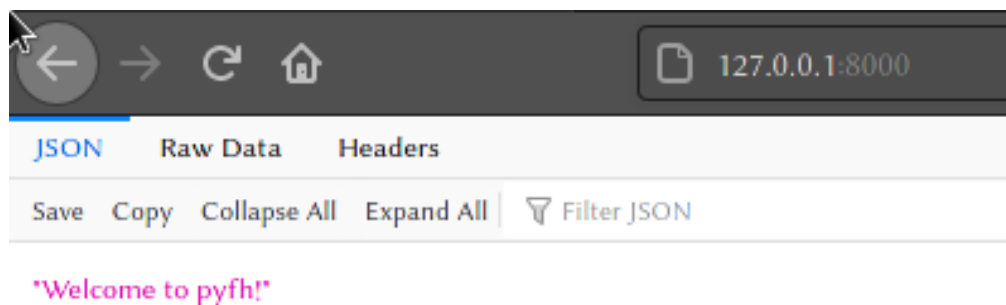 127.0.0.1:8000
JSON Raw Data Headers
Save Copy Collapse All Expand All Filter JSON
"Welcome to pyfh!"